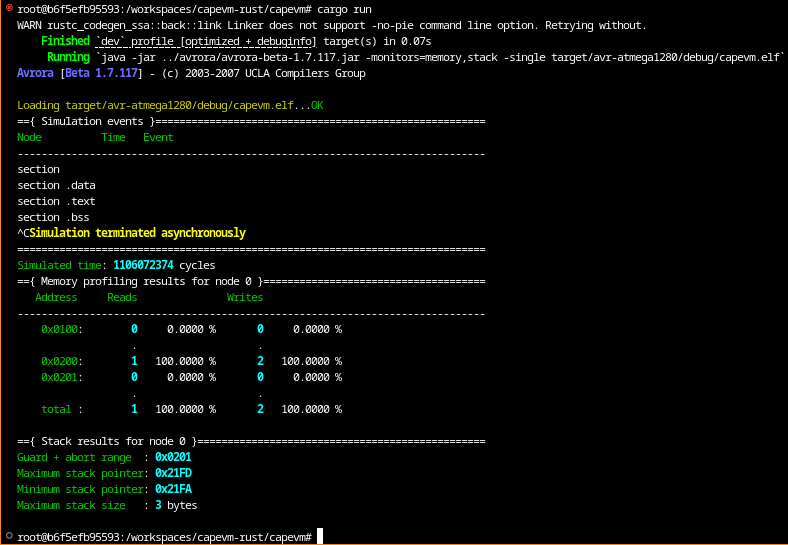 root@b6f5efb95593:/workspaces/capevm-rust/capevm# cargo run
WARN rustc_codegen_ssa::back::link Linker does not support -no-pie command line option. Retrying without.
    Finished `dev` profile [optimized + debuginfo] target(s) in 0.07s
     Running `java -jar ../avrora/avrora-beta-1.7.117.jar -monitors=memory,stack -single target/avr-atmega1280/debug/capevm.elf`
Avrora [Beta 1.7.117] - (c) 2003-2007 UCLA Compilers Group
Loading target/avr-atmega1280/debug/capevm.elf...OK
=={ Simulation events }=======================================================
Node          Time   Event
------------------------------------------------------------------------------
section
section .data
section .text
section .bss
^CSimulation terminated asynchronously
==============================================================================
Simulated time: 1106072374 cycles
=={ Memory profiling results for node 0 }=====================================
   Address     Reads               Writes
------------------------------------------------------------------------------
    0x0100:        0     0.0000 %       0     0.0000 %
                   .                    .
    0x0200:        1   100.0000 %       2   100.0000 %
    0x0201:        0     0.0000 %       0     0.0000 %
                   .                    .
    total :        1   100.0000 %       2   100.0000 %
=={ Stack results for node 0 }================================================
Guard + abort range  : 0x0201
Maximum stack pointer: 0x21FD
Minimum stack pointer: 0x21FA
Maximum stack size   : 3 bytes
root@b6f5efb95593:/workspaces/capevm-rust/capevm#